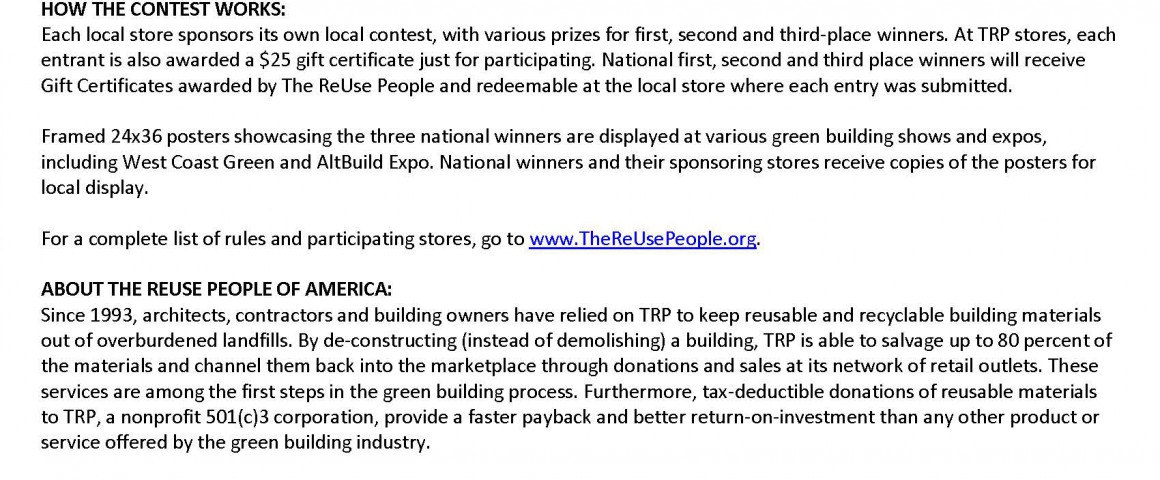 HOW THE CONTEST WORKS:
Each local store sponsors its own local contest, with various prizes for first, second and third-place winners. At TRP stores, each
entrant is also awarded a $25 gift certificate just for participating. National first, second and third place winners will receive
Gift Certificates awarded by The ReUse People and redeemable at the local store where each entry was submitted.
Framed 24x36 posters showcasing the three national winners are displayed at various green building shows and expos,
including West Coast Green and AltBuild Expo. National winners and their sponsoring stores receive copies of the posters for
local display.
For a complete list of rules and participating stores, go to www.TheReUsePeople.org.
ABOUT THE REUSE PEOPLE OF AMERICA:
Since 1993, architects, contractors and building owners have relied on TRP to keep reusable and recyclable building materials
out of overburdened landfills. By de-constructing (instead of demolishing) a building, TRP is able to salvage up to 80 percent of
the materials and channel them back into the marketplace through donations and sales at its network of retail outlets. These
services are among the first steps in the green building process. Furthermore, tax-deductible donations of reusable materials
to TRP, a nonprofit 501(c)3 corporation, provide a faster payback and better return-on-investment than any other product or
service offered by the green building industry.